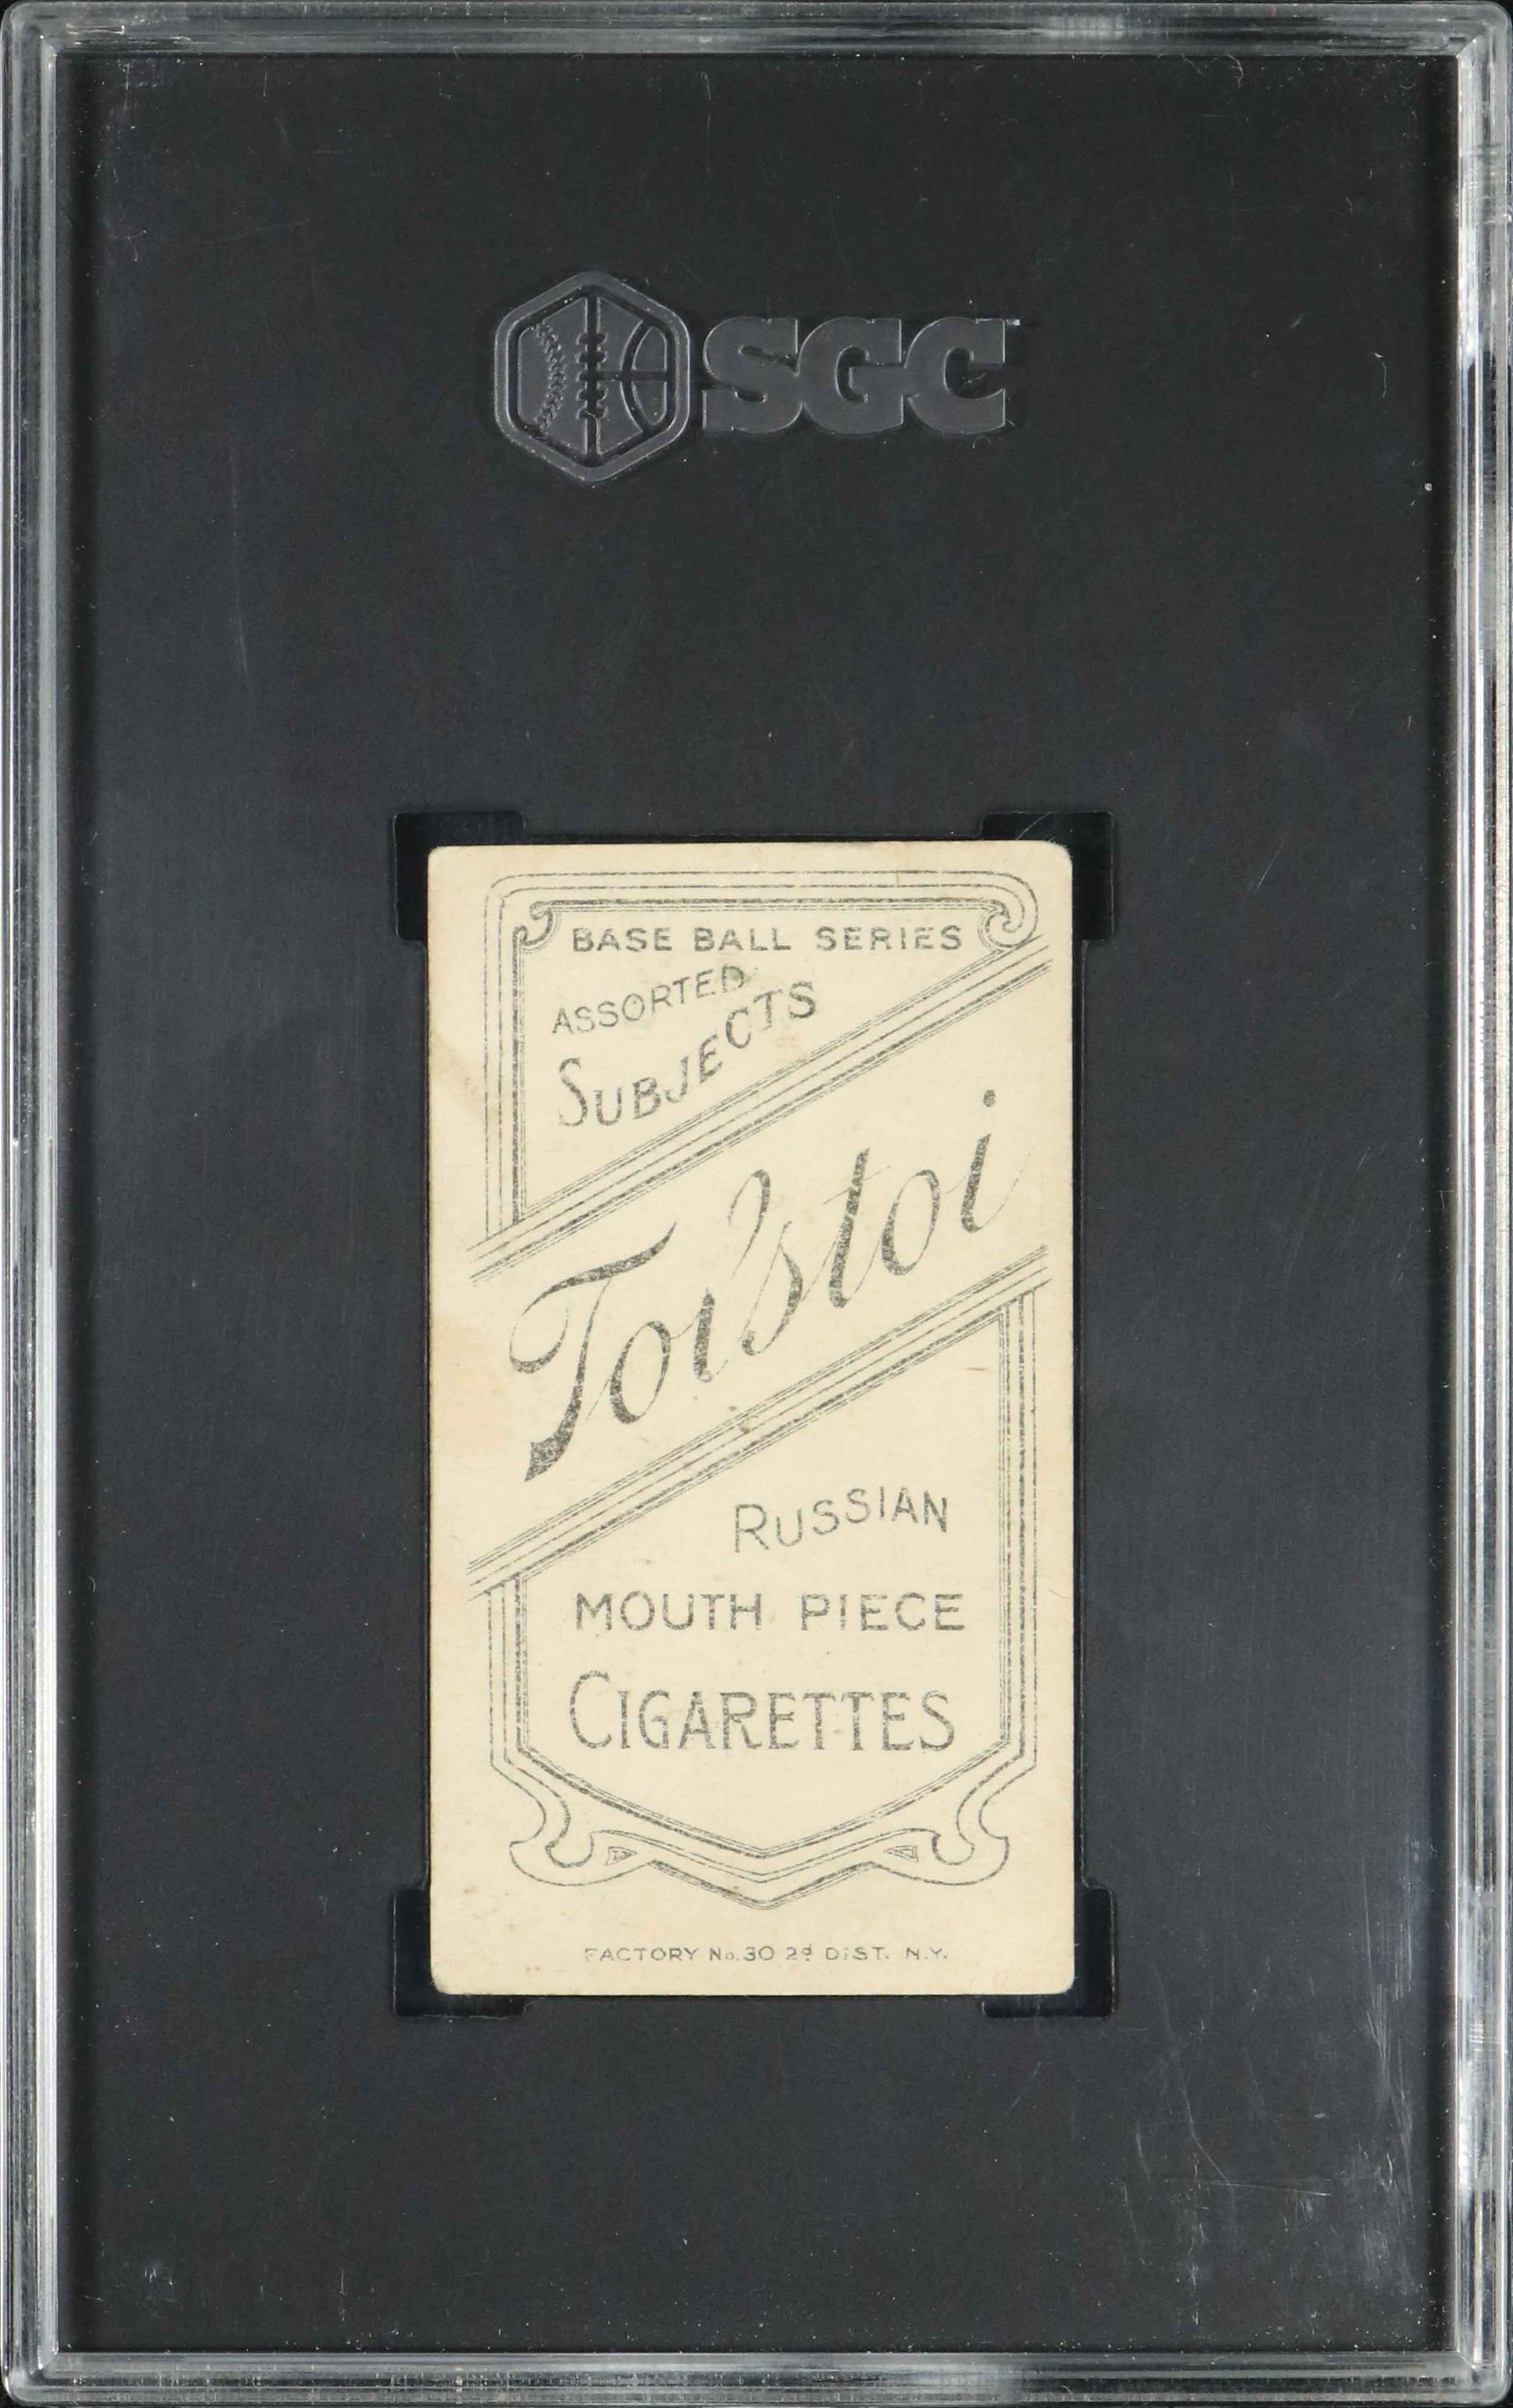 SGC
BASE BALL SERIES
ASSORTED
SUBJECTS
Tolstoi
RUSSIAN
MOUTH PIECE
CIGARETTES
FACTORY No. 30 2d DIST. N.Y.